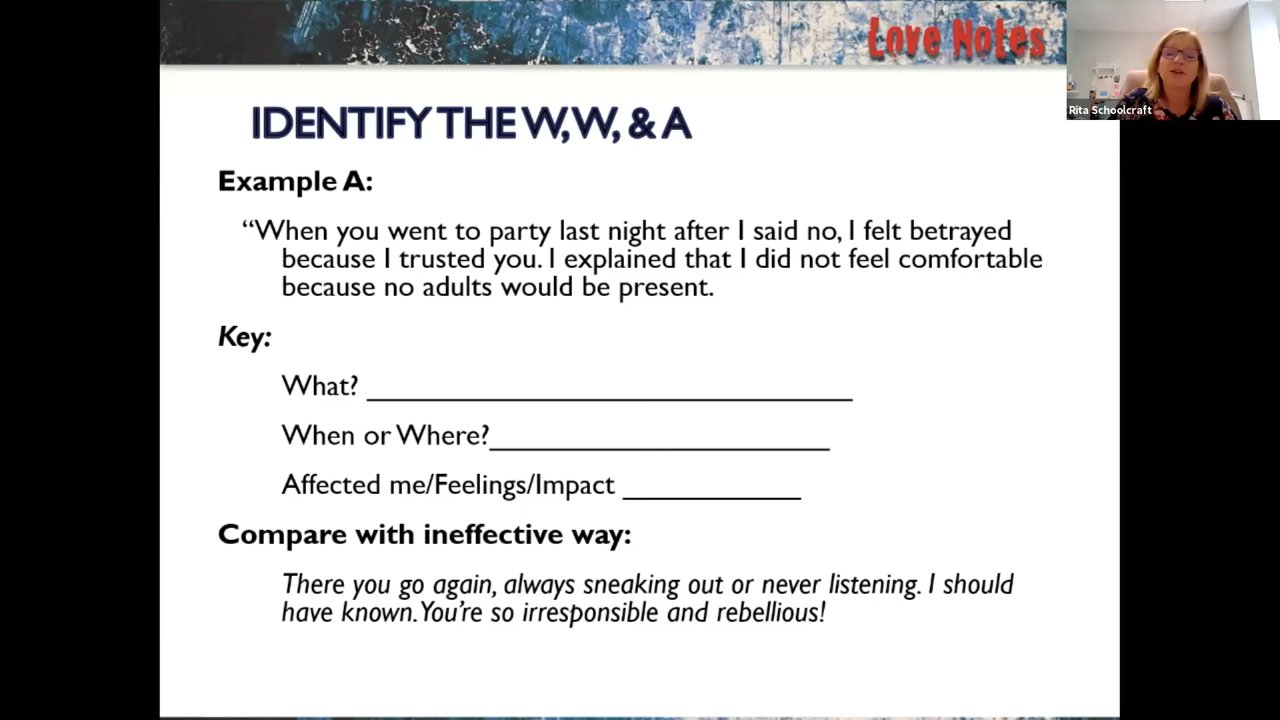 Love Notes
Rita Schoolcraft
IDENTIFY THE W,W, & A
Example A:
“When you went to party last night after I said no, I felt betrayed
because I trusted you. I explained that I did not feel comfortable
because no adults would be present.
Key:
What? ____________________________________
When or Where?_________________________
Affected me/Feelings/Impact _____________
Compare with ineffective way:
There you go again, always sneaking out or never listening. I should
have known. You’re so irresponsible and rebellious!